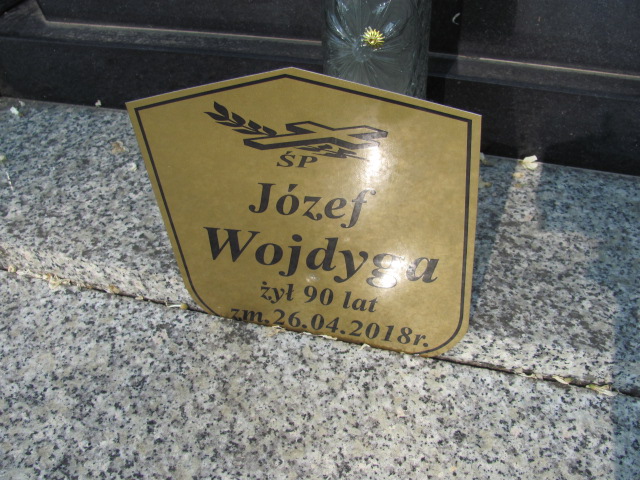 ŚP
Józef
Wojdyga
żył 90 lat
zm.26.04.2018r.